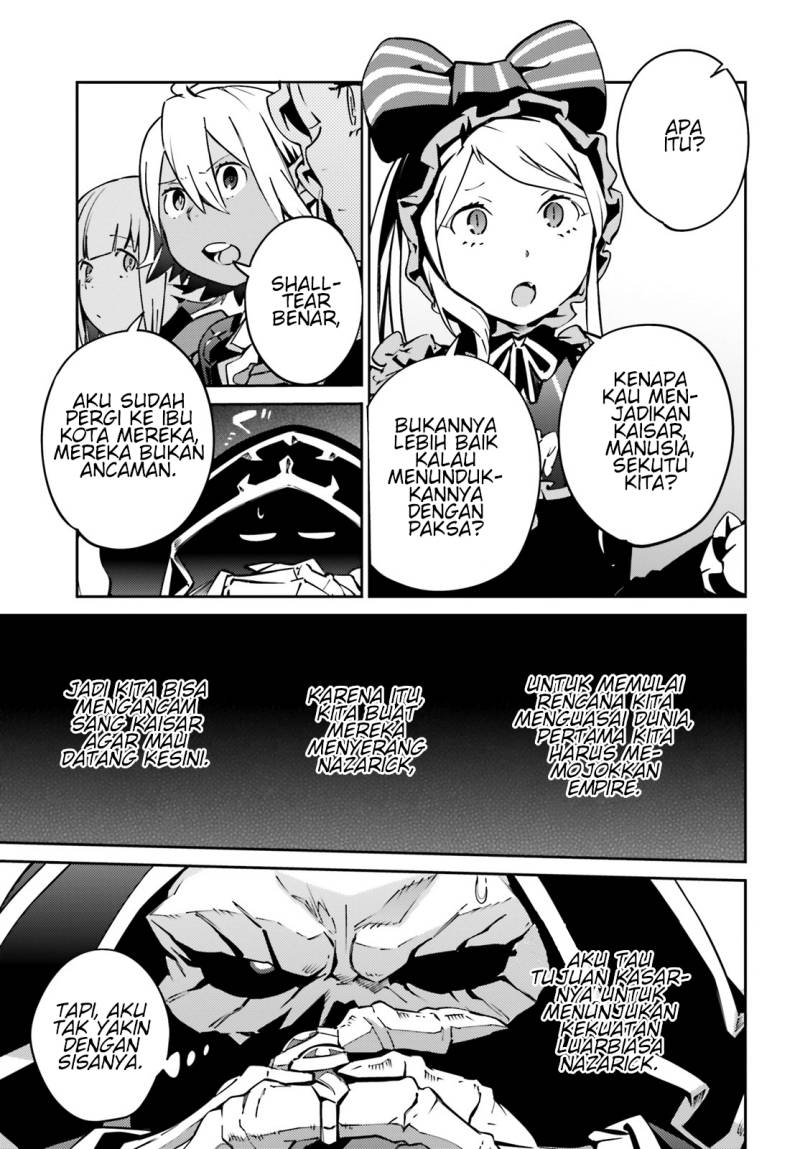 APA
ITU?
KENAPA
KAU MEN-
JADIKAN
KAISAR,
MANUSIA,
SEKUTU
KITA?
BUKANNYA
LEBIH BAIK
KALAU
MENUNDUK-
KANNYA
DENGAN
PAKSA?
SHALL-
TEAR
BENAR,
AKU SUDAH
PERGI KE IBU
KOTA MEREKA,
MEREKA BUKAN
ANCAMAN.
UNTUK MEMULAI
RENCANA KITA
MENGUASAI DUNIA,
PERTAMA KITA
HARUS ME-
MOJOKKAN
EMPIRE.
KARENA ITU,
KITA BUAT
MEREKA
MENYERANG
NAZARICK,
JADI KITA BISA
MENGANCAM
SANG KAISAR
AGAR MAU
DATANG KESINI.
AKU TAU
TUJUAN KASAR-
NYA UNTUK
MENUNJUKAN
KEKUATAN
LUARBIASA
NAZARICK.
TAPI, AKU
TAK YAKIN
DENGAN
SISANYA.